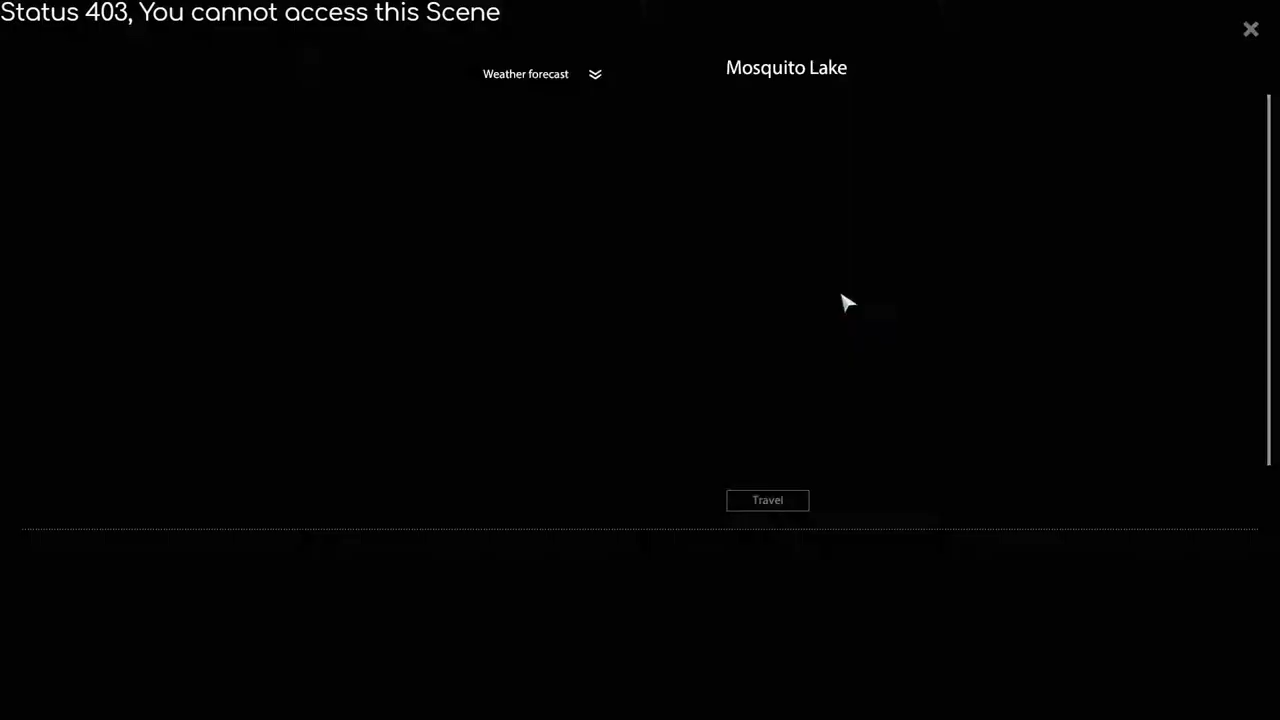 Status 403, You cannot access this Scene
Weather forecast
Mosquito Lake
Travel